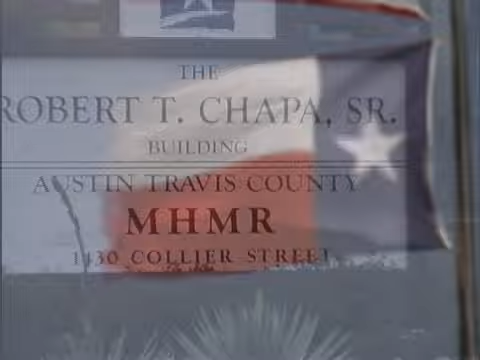 THE
ROBERT T. CHAPA, SR.
BUILDING
AUSTIN TRAVIS COUNTY
MHMR
1430 COLLIER STREET